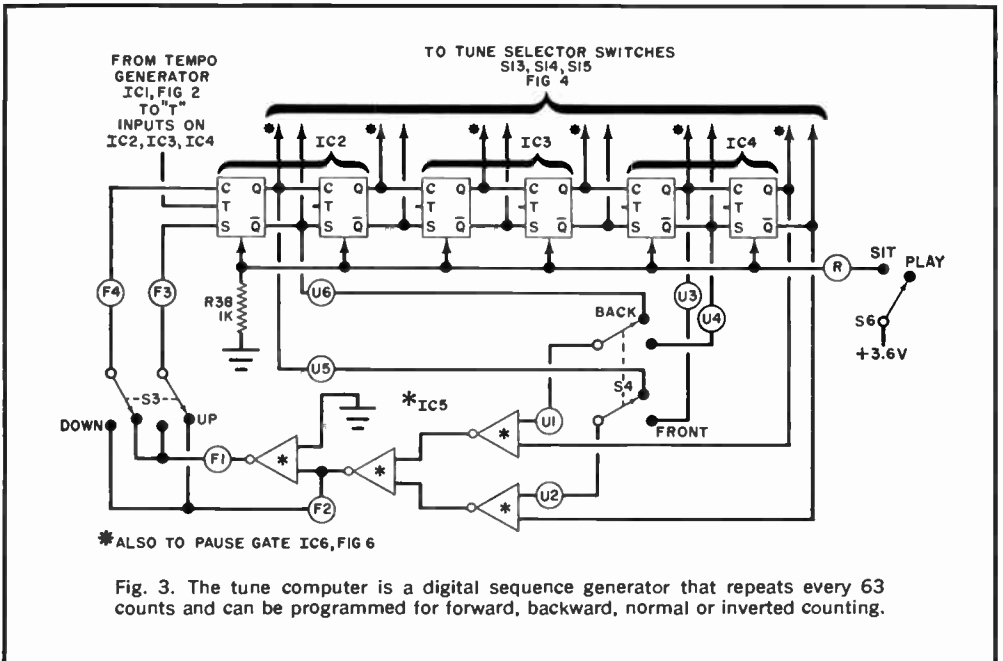 FROM TEMPO
GENERATOR
IC1, FIG 2
TO "T"
INPUTS ON
IC2, IC3, IC4
TO TUNE SELECTOR SWITCHES
S13, S14, S15
FIG 4
* * * * * *
IC2 IC3 IC4
C Q C Q C Q C Q C Q C Q
T T T T T T
S Q̅ S Q̅ S Q̅ S Q̅ S Q̅ S Q̅
R SIT PLAY
F4 F3 R38 U6 U3
1K BACK U4 S6
+3.6V
U5 S4
*IC5
S3 U1
DOWN UP FRONT
F1 * * *
U2 *
F2
*ALSO TO PAUSE GATE IC6, FIG 6
Fig. 3. The tune computer is a digital sequence generator that repeats every 63
counts and can be programmed for forward, backward, normal or inverted counting.